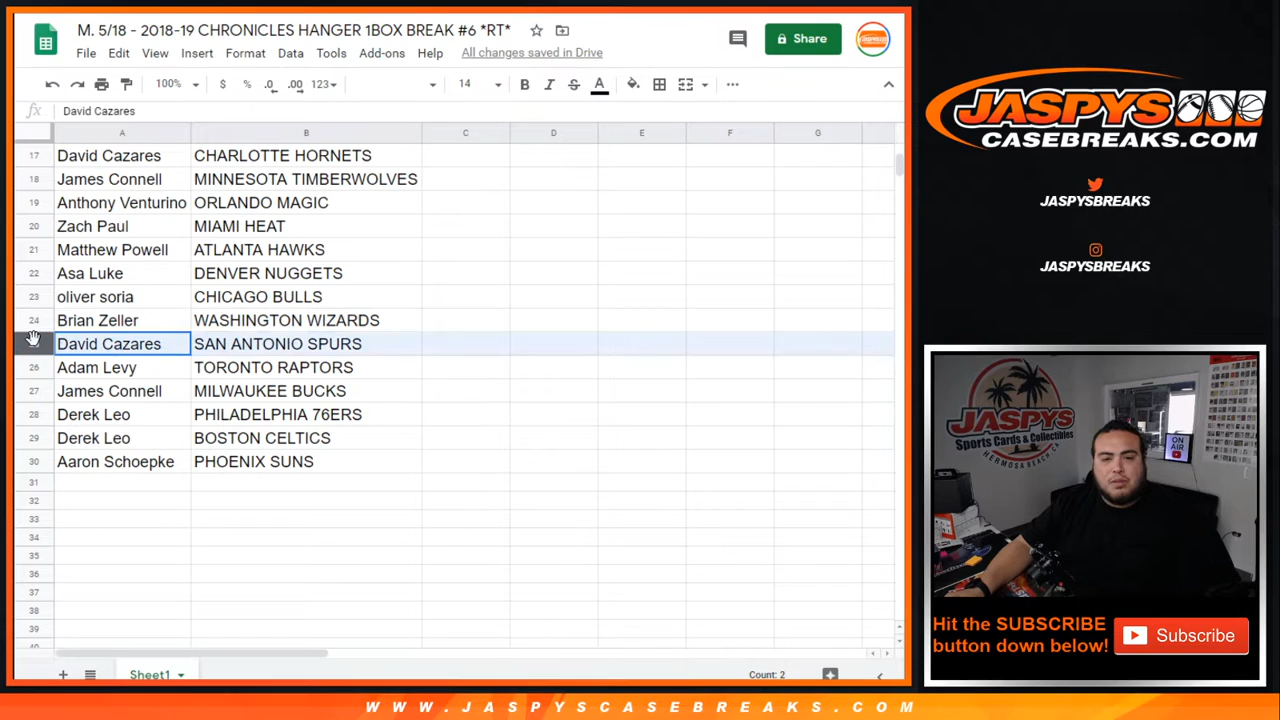 M. 5/18 - 2018-19 CHRONICLES HANGER 1BOX BREAK #6 *RT*
File Edit View Insert Format Data Tools Add-ons Help All changes saved in Drive
Share
100% $ % .0 .00 123 14 B I S A
fx David Cazares
A B C D E F G
17 David Cazares CHARLOTTE HORNETS
18 James Connell MINNESOTA TIMBERWOLVES
19 Anthony Venturino ORLANDO MAGIC
20 Zach Paul MIAMI HEAT
21 Matthew Powell ATLANTA HAWKS
22 Asa Luke DENVER NUGGETS
23 oliver soria CHICAGO BULLS
24 Brian Zeller WASHINGTON WIZARDS
David Cazares SAN ANTONIO SPURS
26 Adam Levy TORONTO RAPTORS
27 James Connell MILWAUKEE BUCKS
28 Derek Leo PHILADELPHIA 76ERS
29 Derek Leo BOSTON CELTICS
30 Aaron Schoepke PHOENIX SUNS
31
32
33
34
35
36
37
38
39
Sheet1
Count: 2
JASPYS
CASEBREAKS.COM
JASPYSBREAKS
JASPYSBREAKS
JASPYS
Sports Cards & Collectibles
HERMOSA BEACH CA
ON AIR
Hit the SUBSCRIBE
button down below!
Subscribe
WWW.JASPYSCASEBREAKS.COM